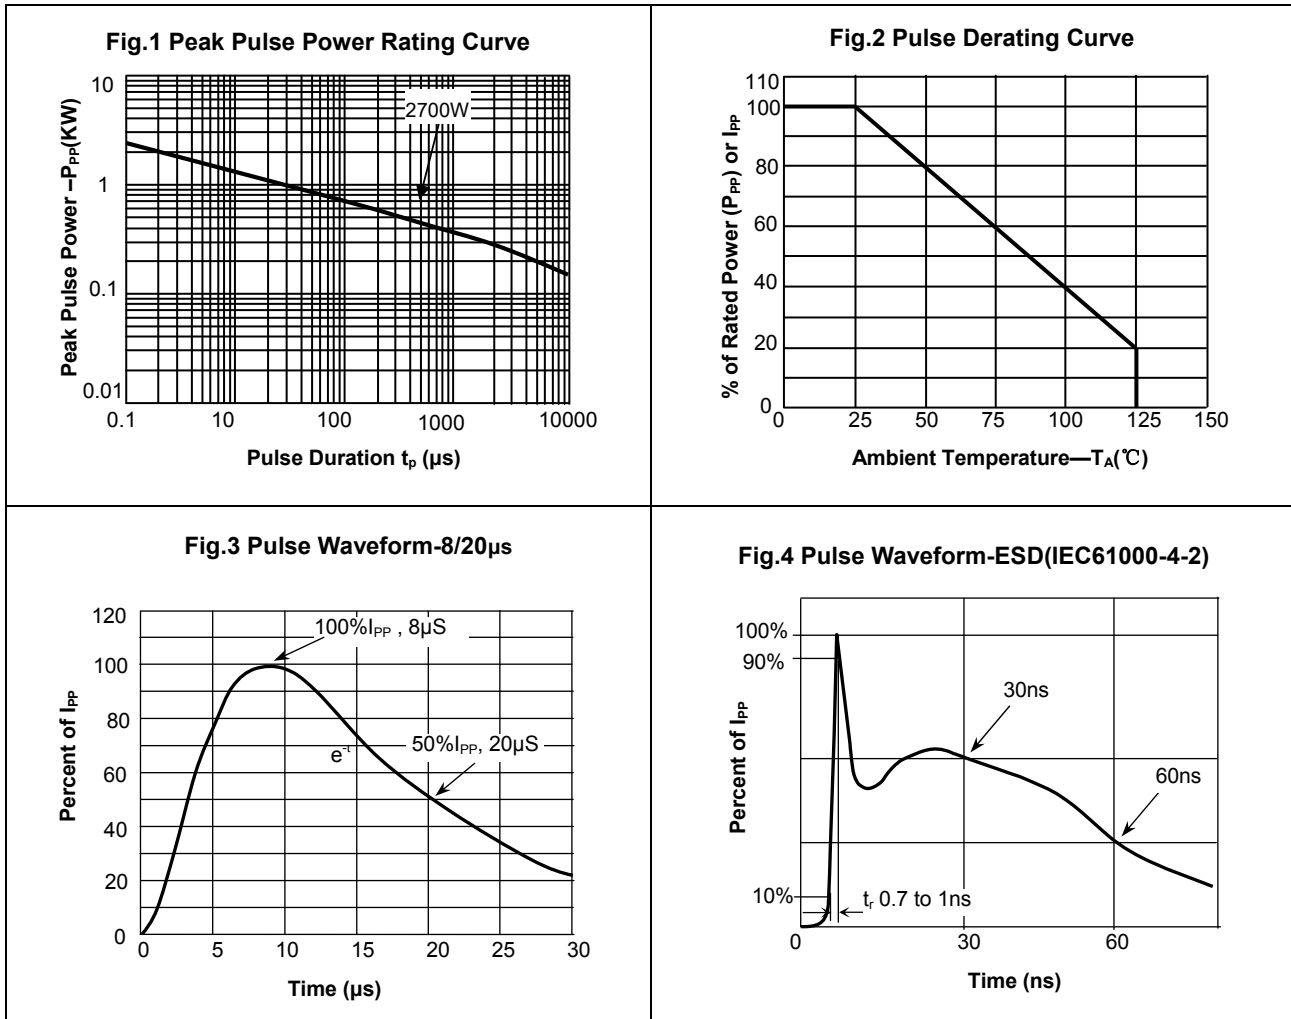 Fig.1 Peak Pulse Power Rating Curve
Peak Pulse Power –PPP(KW)
10
1
0.1
0.01
2700W
0.1 10 100 1000 10000
Pulse Duration tp (µs)
Fig.2 Pulse Derating Curve
% of Rated Power (PPP) or IPP
110
100
80
60
40
20
0
0 25 50 75 100 125 150
Ambient Temperature—TA(℃)
Fig.3 Pulse Waveform-8/20µs
Percent of IPP
120
100
80
60
40
20
0
100%IPP , 8µS
e-t
50%IPP, 20µS
0 5 10 15 20 25 30
Time (µs)
Fig.4 Pulse Waveform-ESD(IEC61000-4-2)
Percent of IPP
100%
90%
10%
30ns
60ns
tr 0.7 to 1ns
0 30 60
Time (ns)